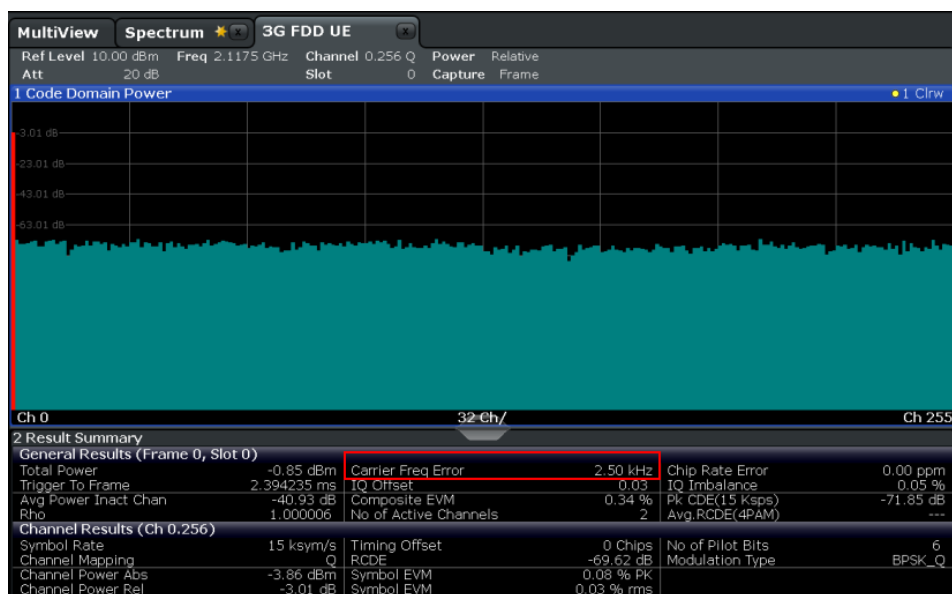 MultiView Spectrum 3G FDD UE
Ref Level 10.00 dBm Freq 2.1175 GHz Channel 0.256 Q Power Relative
Att 20 dB Slot 0 Capture Frame
1 Code Domain Power 1 Clrw
-3.01 dB
-23.01 dB
-43.01 dB
-63.01 dB
Ch 0 32 Ch/ Ch 255
2 Result Summary
General Results (Frame 0, Slot 0)
Total Power -0.85 dBm Carrier Freq Error 2.50 kHz Chip Rate Error 0.00 ppm
Trigger To Frame 2.394235 ms IQ Offset 0.03 IQ Imbalance 0.05 %
Avg Power Inact Chan -40.93 dB Composite EVM 0.34 % Pk CDE(15 Ksps) -71.85 dB
Rho 1.000006 No of Active Channels 2 Avg.RCDE(4PAM) ---
Channel Results (Ch 0.256)
Symbol Rate 15 ksym/s Timing Offset 0 Chips No of Pilot Bits 6
Channel Mapping Q RCDE -69.62 dB Modulation Type BPSK_Q
Channel Power Abs -3.86 dBm Symbol EVM 0.08 % PK
Channel Power Rel -3.01 dB Symbol EVM 0.03 % rms